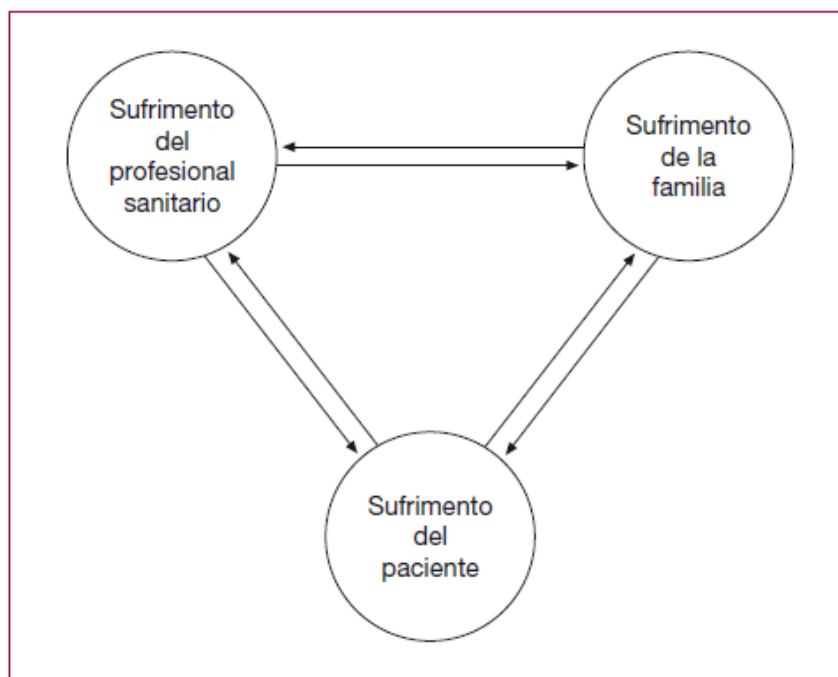 Sufrimento
del
profesional
sanitario
Sufrimento
de la
familia
Sufrimento
del
paciente